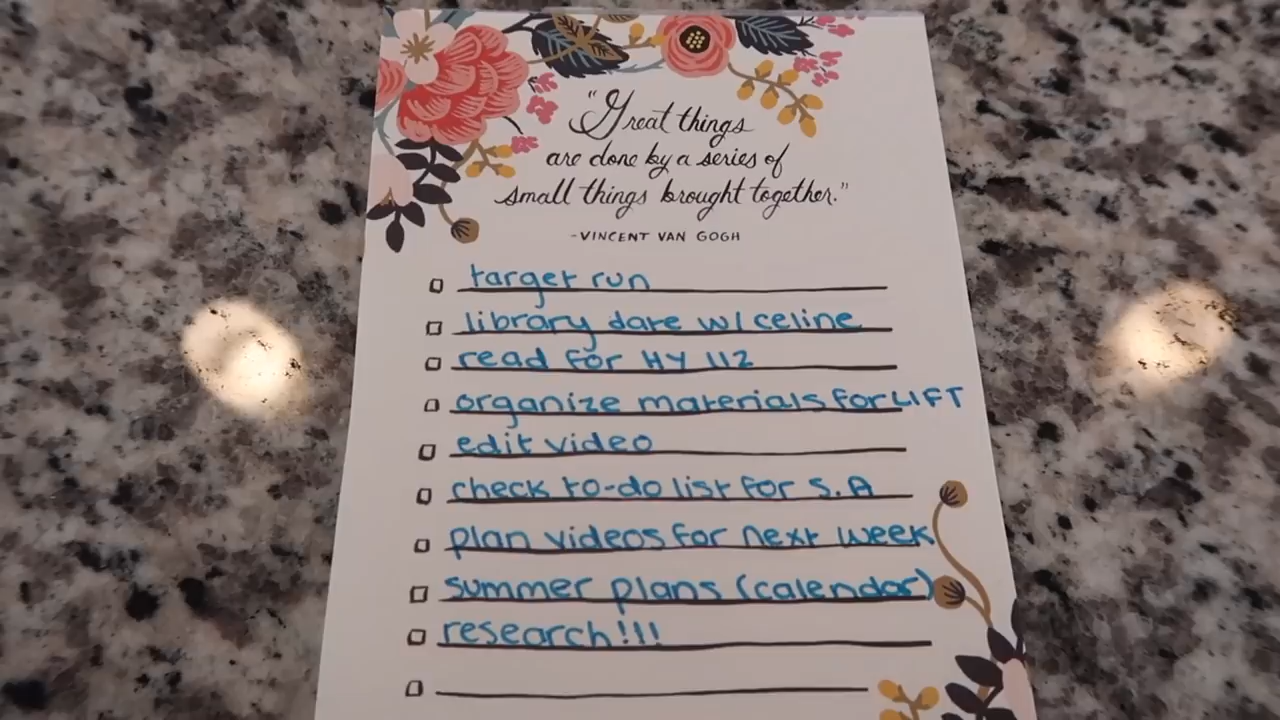 "Great things
are done by a series of
small things brought together."
-VINCENT VAN GOGH
target run
library date w/ celine
read for HY 112
organize materials for LIFT
edit video
check to-do list for S.A
plan videos for next week
summer plans (calendar)
research!!!